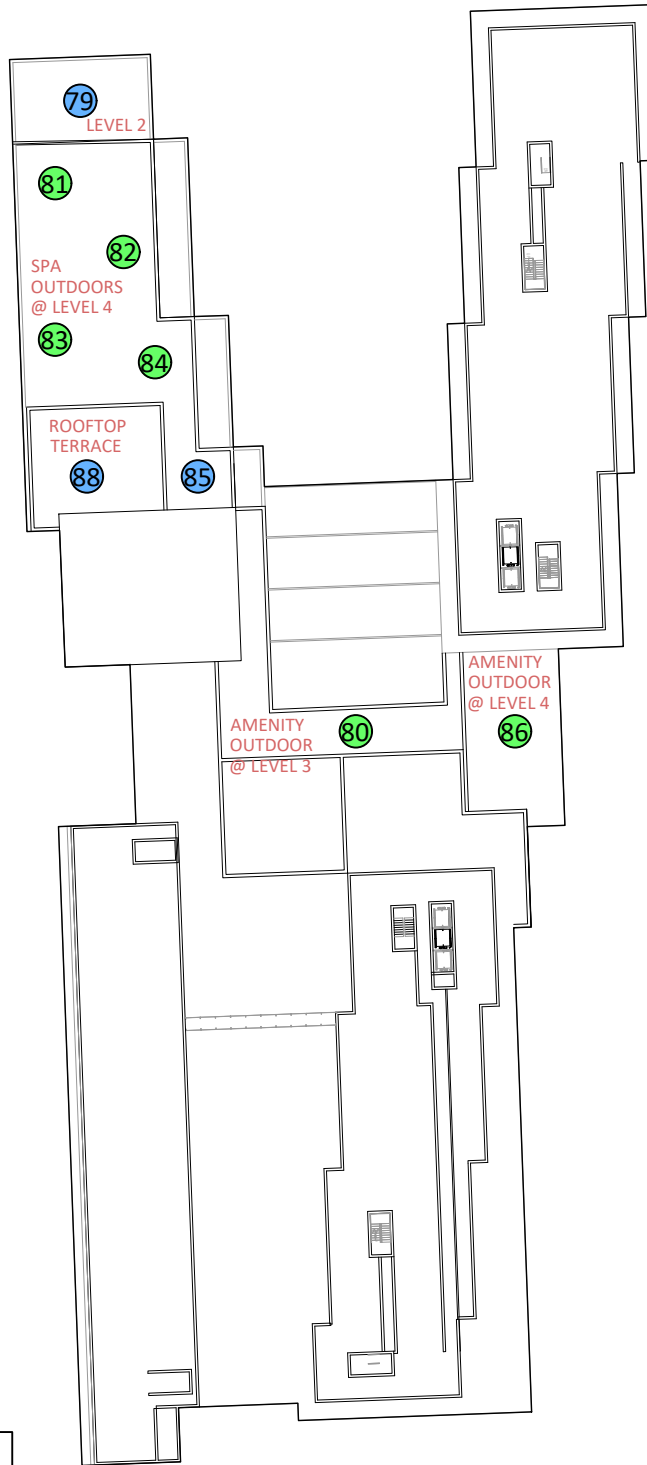 79
LEVEL 2
81
82
SPA
OUTDOORS
@ LEVEL 4
83
84
ROOFTOP
TERRACE
88
85
AMENITY
OUTDOOR
@ LEVEL 4
86
AMENITY
OUTDOOR
@ LEVEL 3
80